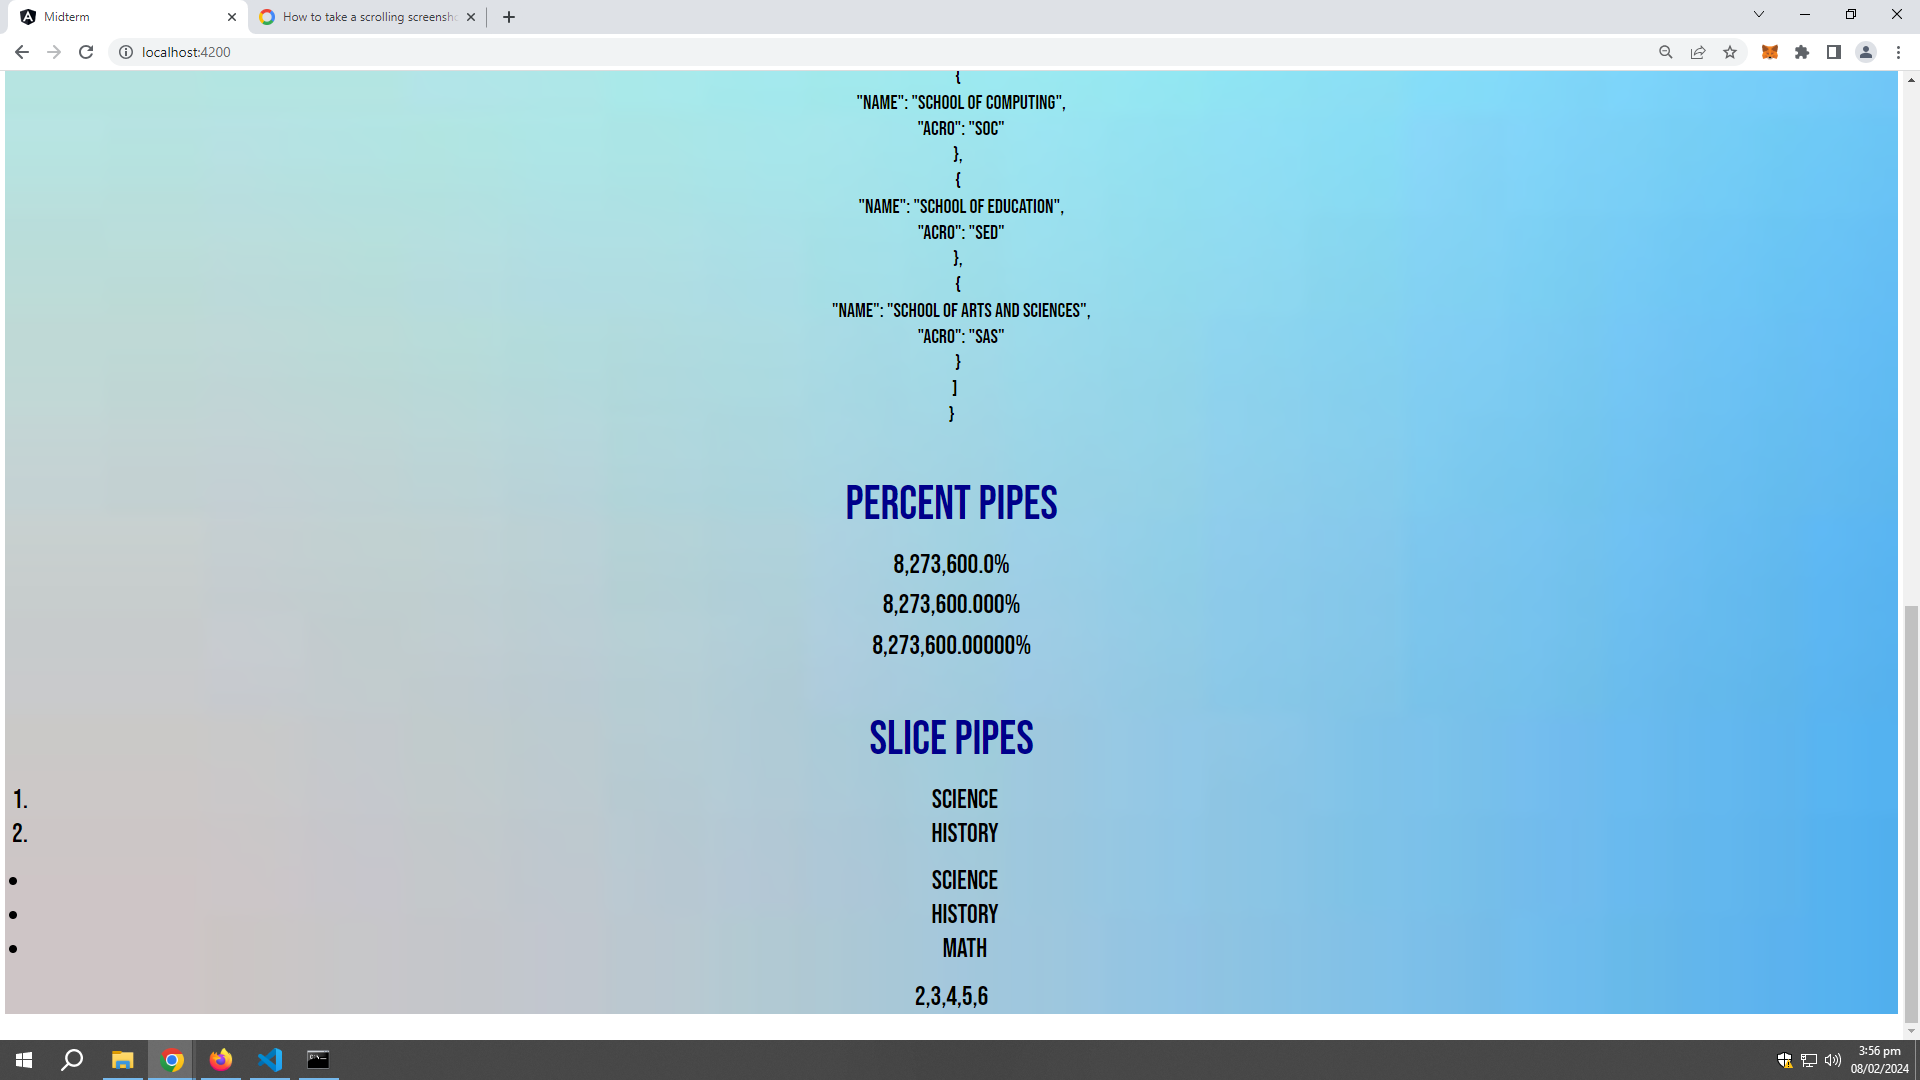 Midterm
How to take a scrolling screensho
localhost:4200
{
"NAME": "SCHOOL OF COMPUTING",
"ACRO": "SOC"
},
{
"NAME": "SCHOOL OF EDUCATION",
"ACRO": "SED"
},
{
"NAME": "SCHOOL OF ARTS AND SCIENCES",
"ACRO": "SAS"
}
]
}
PERCENT PIPES
8,273,600.0%
8,273,600.000%
8,273,600.00000%
SLICE PIPES
1. SCIENCE
2. HISTORY
• SCIENCE
• HISTORY
• MATH
2,3,4,5,6
3:56 pm
08/02/2024